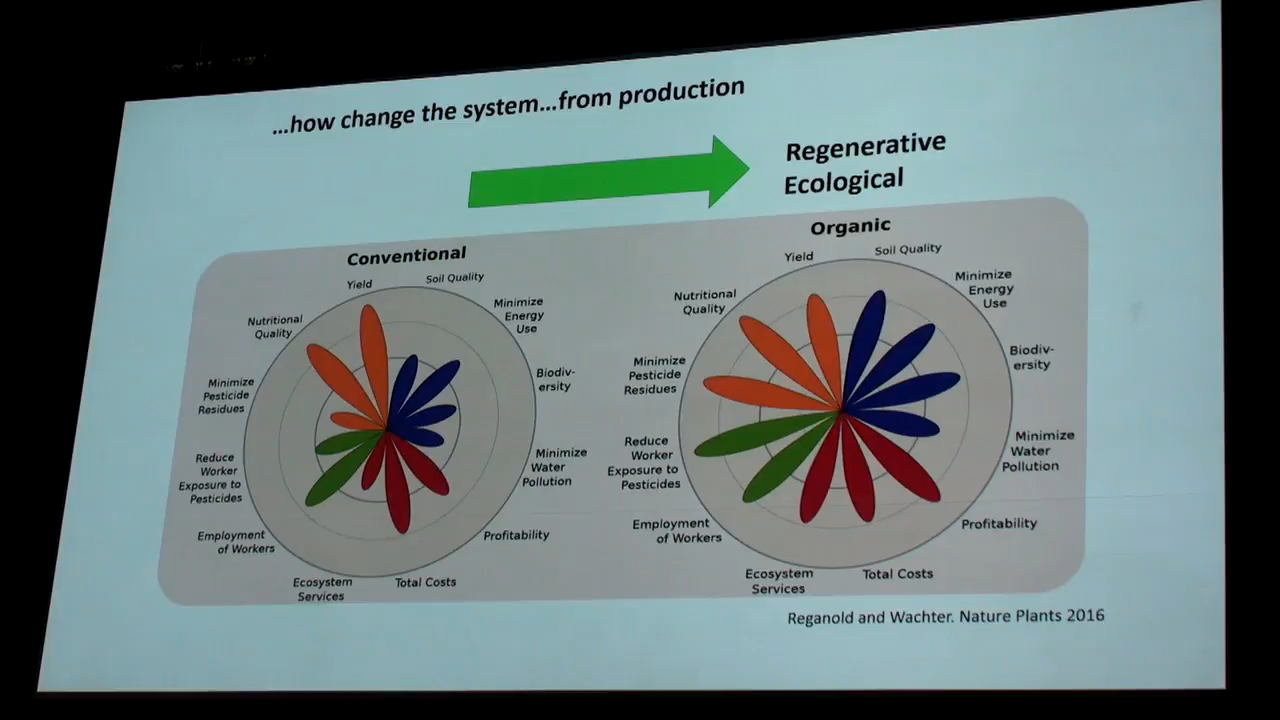 ...how change the system...from production
Regenerative
Ecological
Conventional
Yield
Soil Quality
Minimize
Energy
Use
Biodiv-
ersity
Minimize
Water
Pollution
Profitability
Total Costs
Ecosystem
Services
Employment
of Workers
Reduce
Worker
Exposure to
Pesticides
Minimize
Pesticide
Residues
Nutritional
Quality
Organic
Yield
Soil Quality
Minimize
Energy
Use
Biodiv-
ersity
Minimize
Water
Pollution
Profitability
Total Costs
Ecosystem
Services
Employment
of Workers
Reduce
Worker
Exposure to
Pesticides
Minimize
Pesticide
Residues
Nutritional
Quality
Reganold and Wachter. Nature Plants 2016